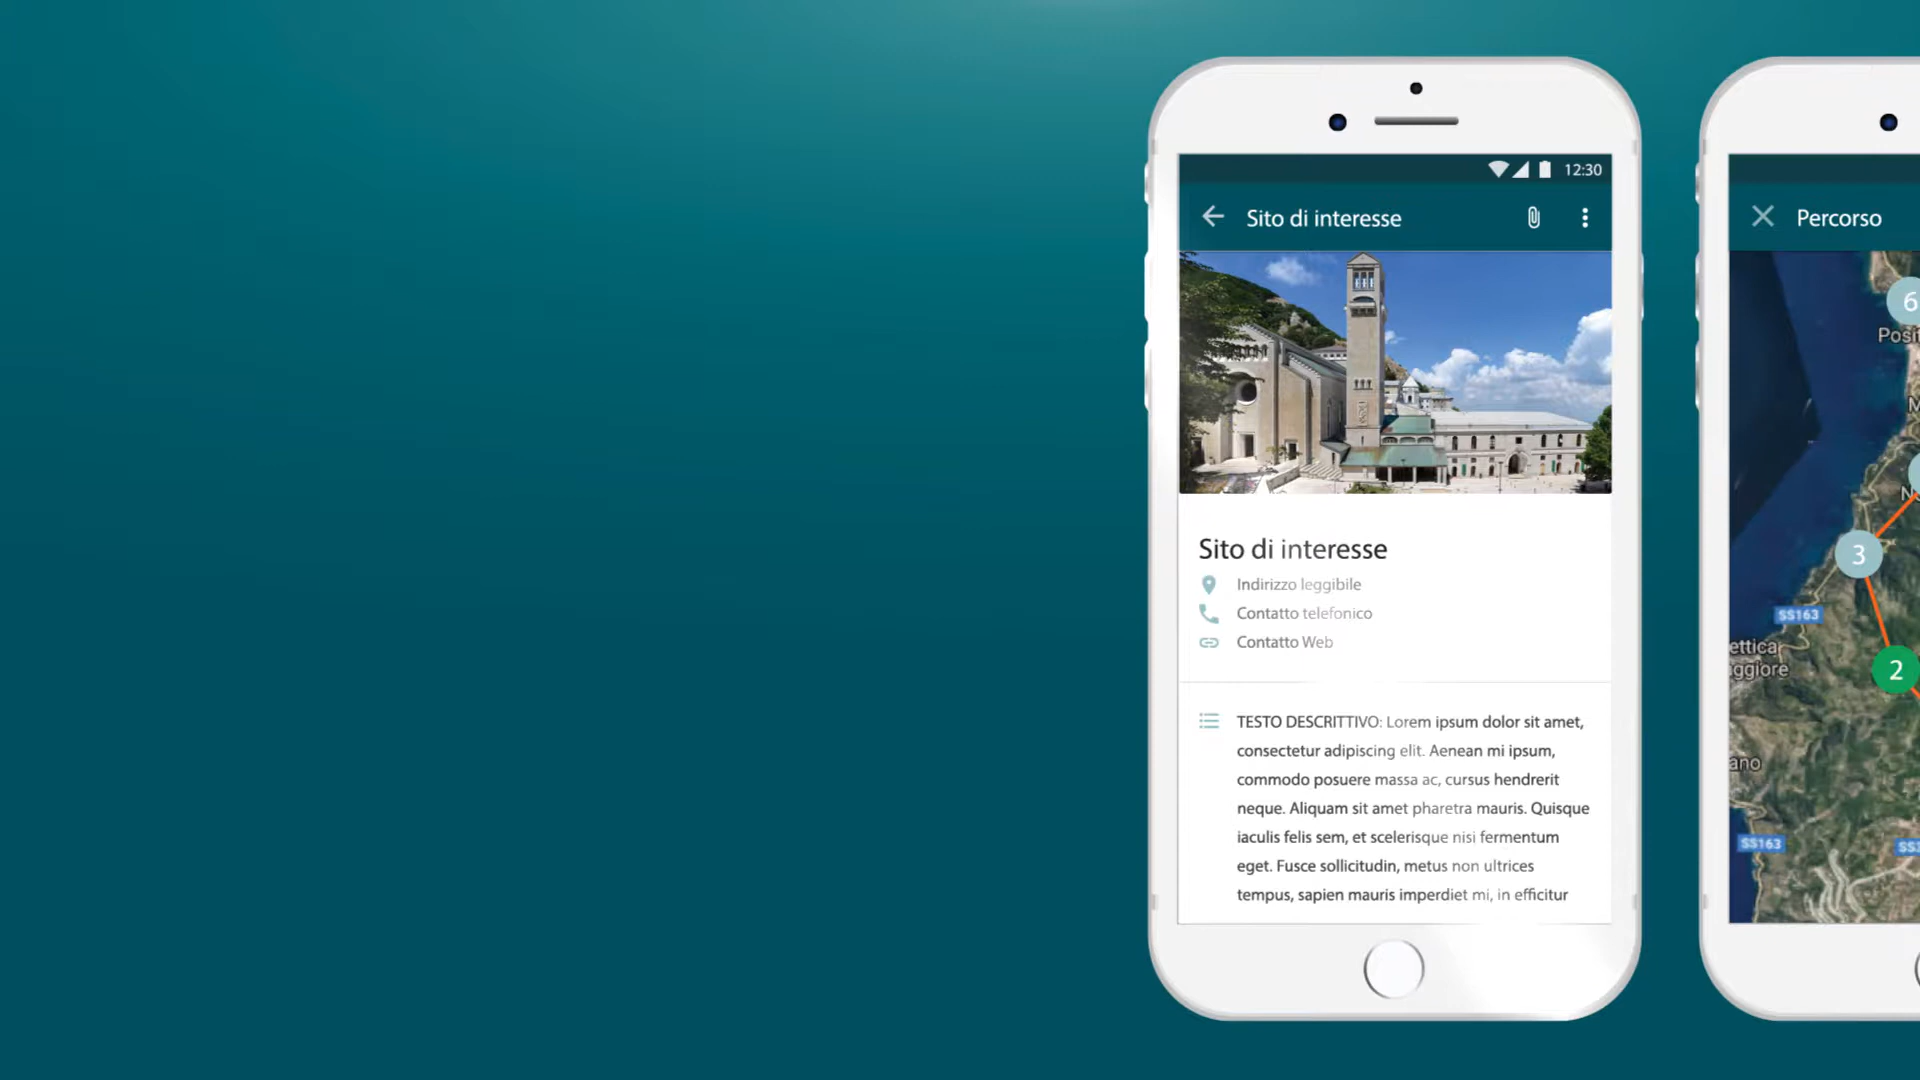 12:30
Sito di interesse
Sito di interesse
Indirizzo leggibile
Contatto telefonico
Contatto Web
TESTO DESCRITTIVO: Lorem ipsum dolor sit amet,
consectetur adipiscing elit. Aenean mi ipsum,
commodo posuere massa ac, cursus hendrerit
neque. Aliquam sit amet pharetra mauris. Quisque
iaculis felis sem, et scelerisque nisi fermentum
eget. Fusce sollicitudin, metus non ultrices
tempus, sapien mauris imperdiet mi, in efficitur
Percorso
6
3
SS163
ettica
ggiore
2
ano
SS163